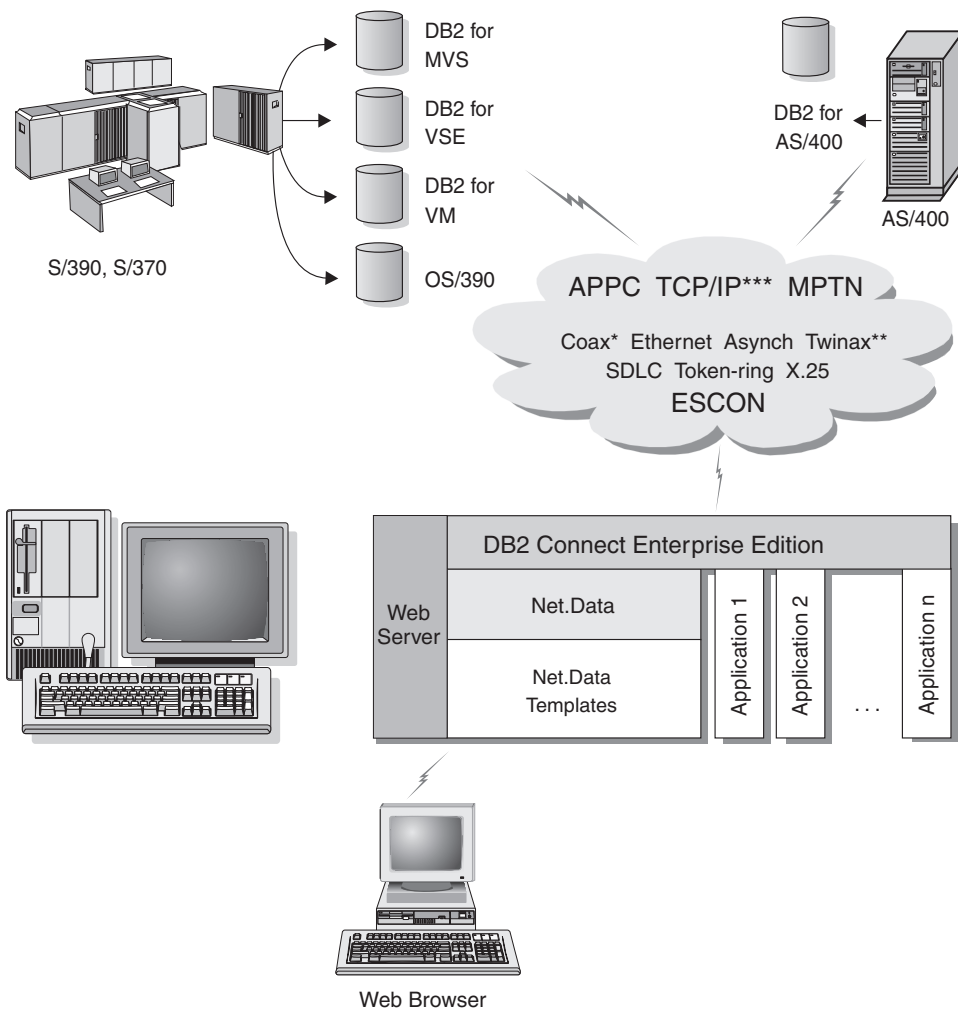 DB2 for
MVS
DB2 for
VSE
DB2 for
VM
OS/390
S/390, S/370
DB2 for
AS/400
AS/400
APPC TCP/IP*** MPTN
Coax* Ethernet Asynch Twinax**
SDLC Token-ring X.25
ESCON
DB2 Connect Enterprise Edition
Web
Server
Net.Data
Net.Data
Templates
Application 1
Application 2
. . .
Application n
Web Browser